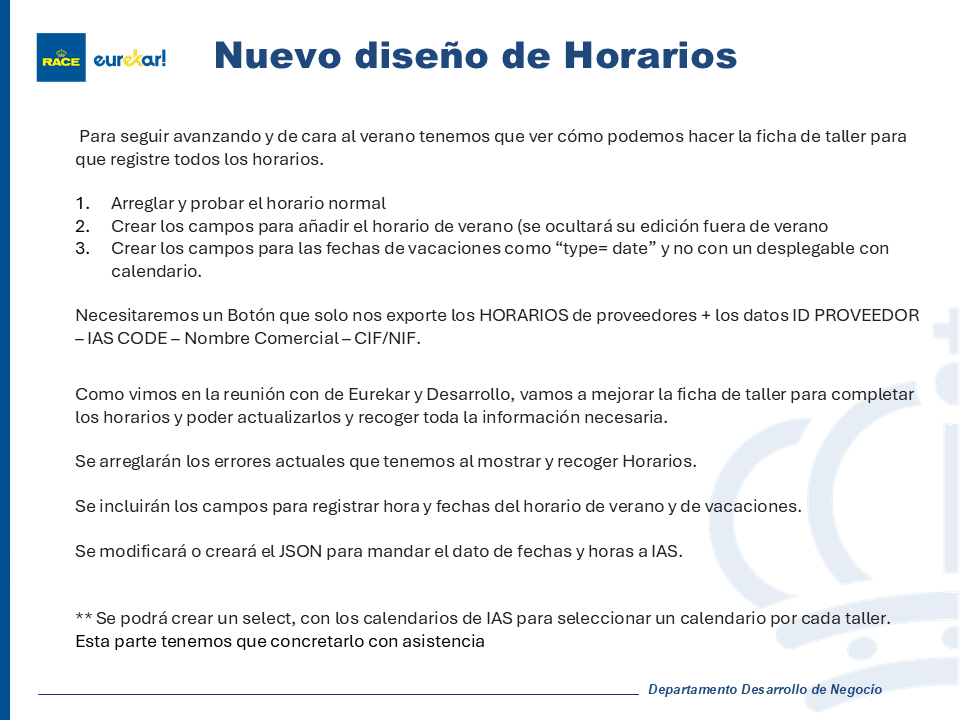 RACE
eurekar!
Nuevo diseño de Horarios
Para seguir avanzando y de cara al verano tenemos que ver cómo podemos hacer la ficha de taller para
que registre todos los horarios.
1. Arreglar y probar el horario normal
2. Crear los campos para añadir el horario de verano (se ocultará su edición fuera de verano
3. Crear los campos para las fechas de vacaciones como “type= date” y no con un desplegable con
calendario.
Necesitaremos un Botón que solo nos exporte los HORARIOS de proveedores + los datos ID PROVEEDOR
– IAS CODE – Nombre Comercial – CIF/NIF.
Como vimos en la reunión con de Eurekar y Desarrollo, vamos a mejorar la ficha de taller para completar
los horarios y poder actualizarlos y recoger toda la información necesaria.
Se arreglarán los errores actuales que tenemos al mostrar y recoger Horarios.
Se incluirán los campos para registrar hora y fechas del horario de verano y de vacaciones.
Se modificará o creará el JSON para mandar el dato de fechas y horas a IAS.
** Se podrá crear un select, con los calendarios de IAS para seleccionar un calendario por cada taller.
Esta parte tenemos que concretarlo con asistencia
Departamento Desarrollo de Negocio